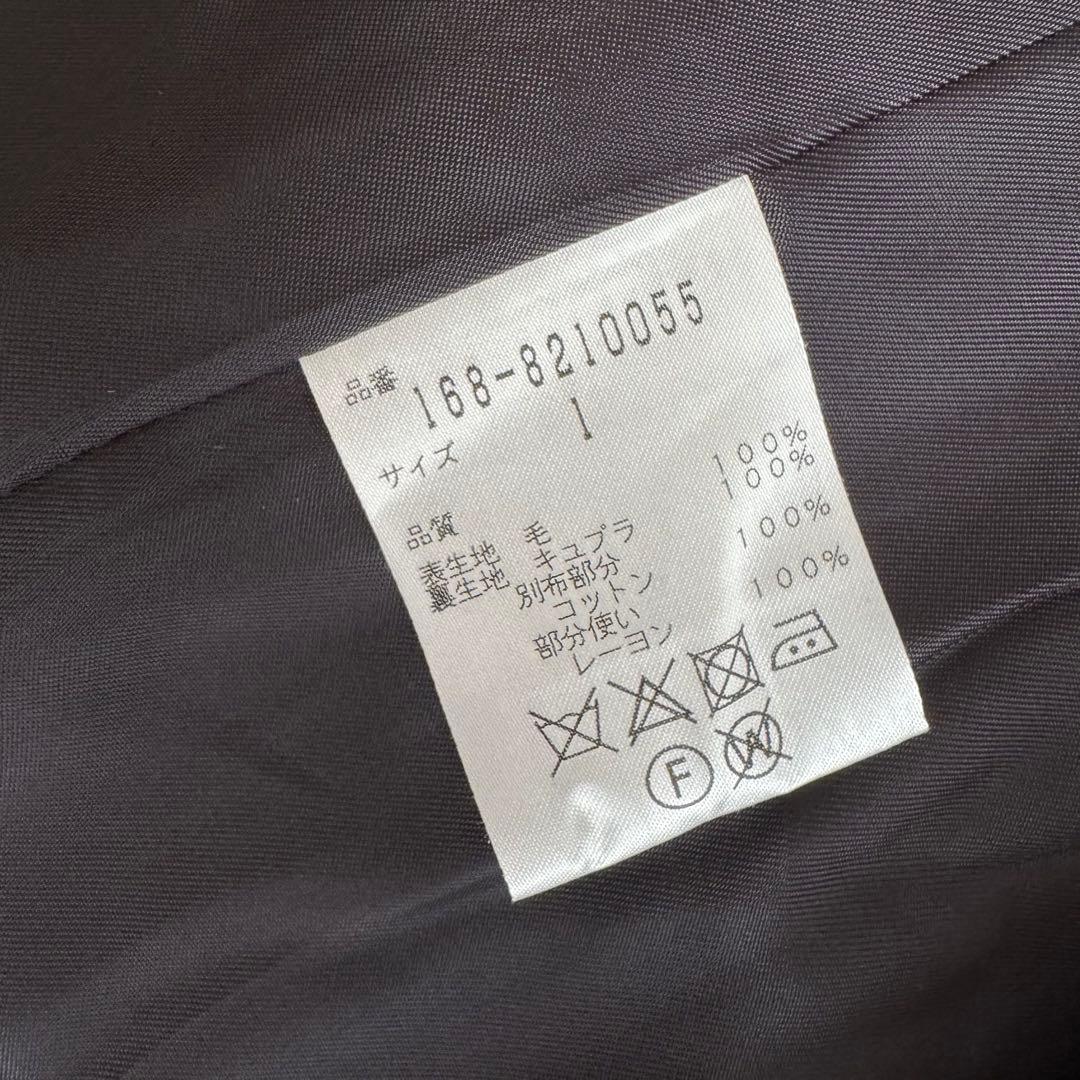 品番 168-8210055
サイズ 1
品質
表生地 毛 100%
裏生地 キュプラ 100%
別布部分
コットン 100%
部分使い
レーヨン 100%
F W